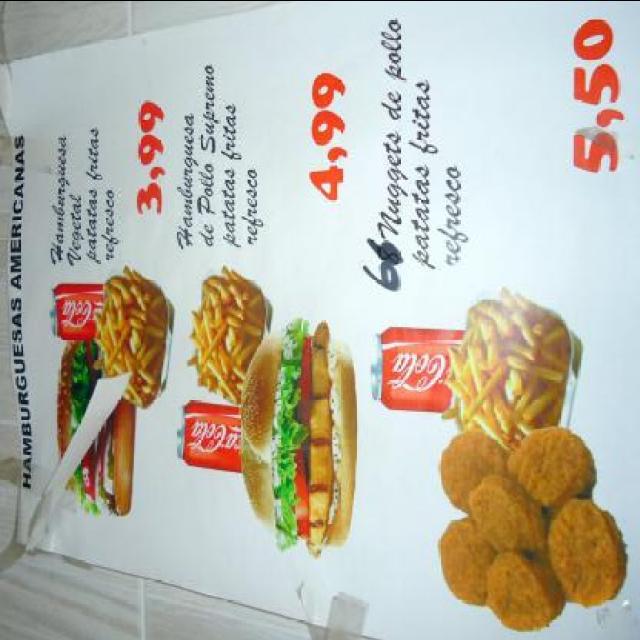 HAMBURGUESAS AMERICANAS
Hamburguesa
Vegetal
patatas fritas
refresco
3,99
Coca-Cola
Hamburguesa
de Pollo Supremo
patatas fritas
refresco
4,99
Coca-Cola
6 Nuggets de pollo
patatas fritas
refresco
5,50
Coca-Cola